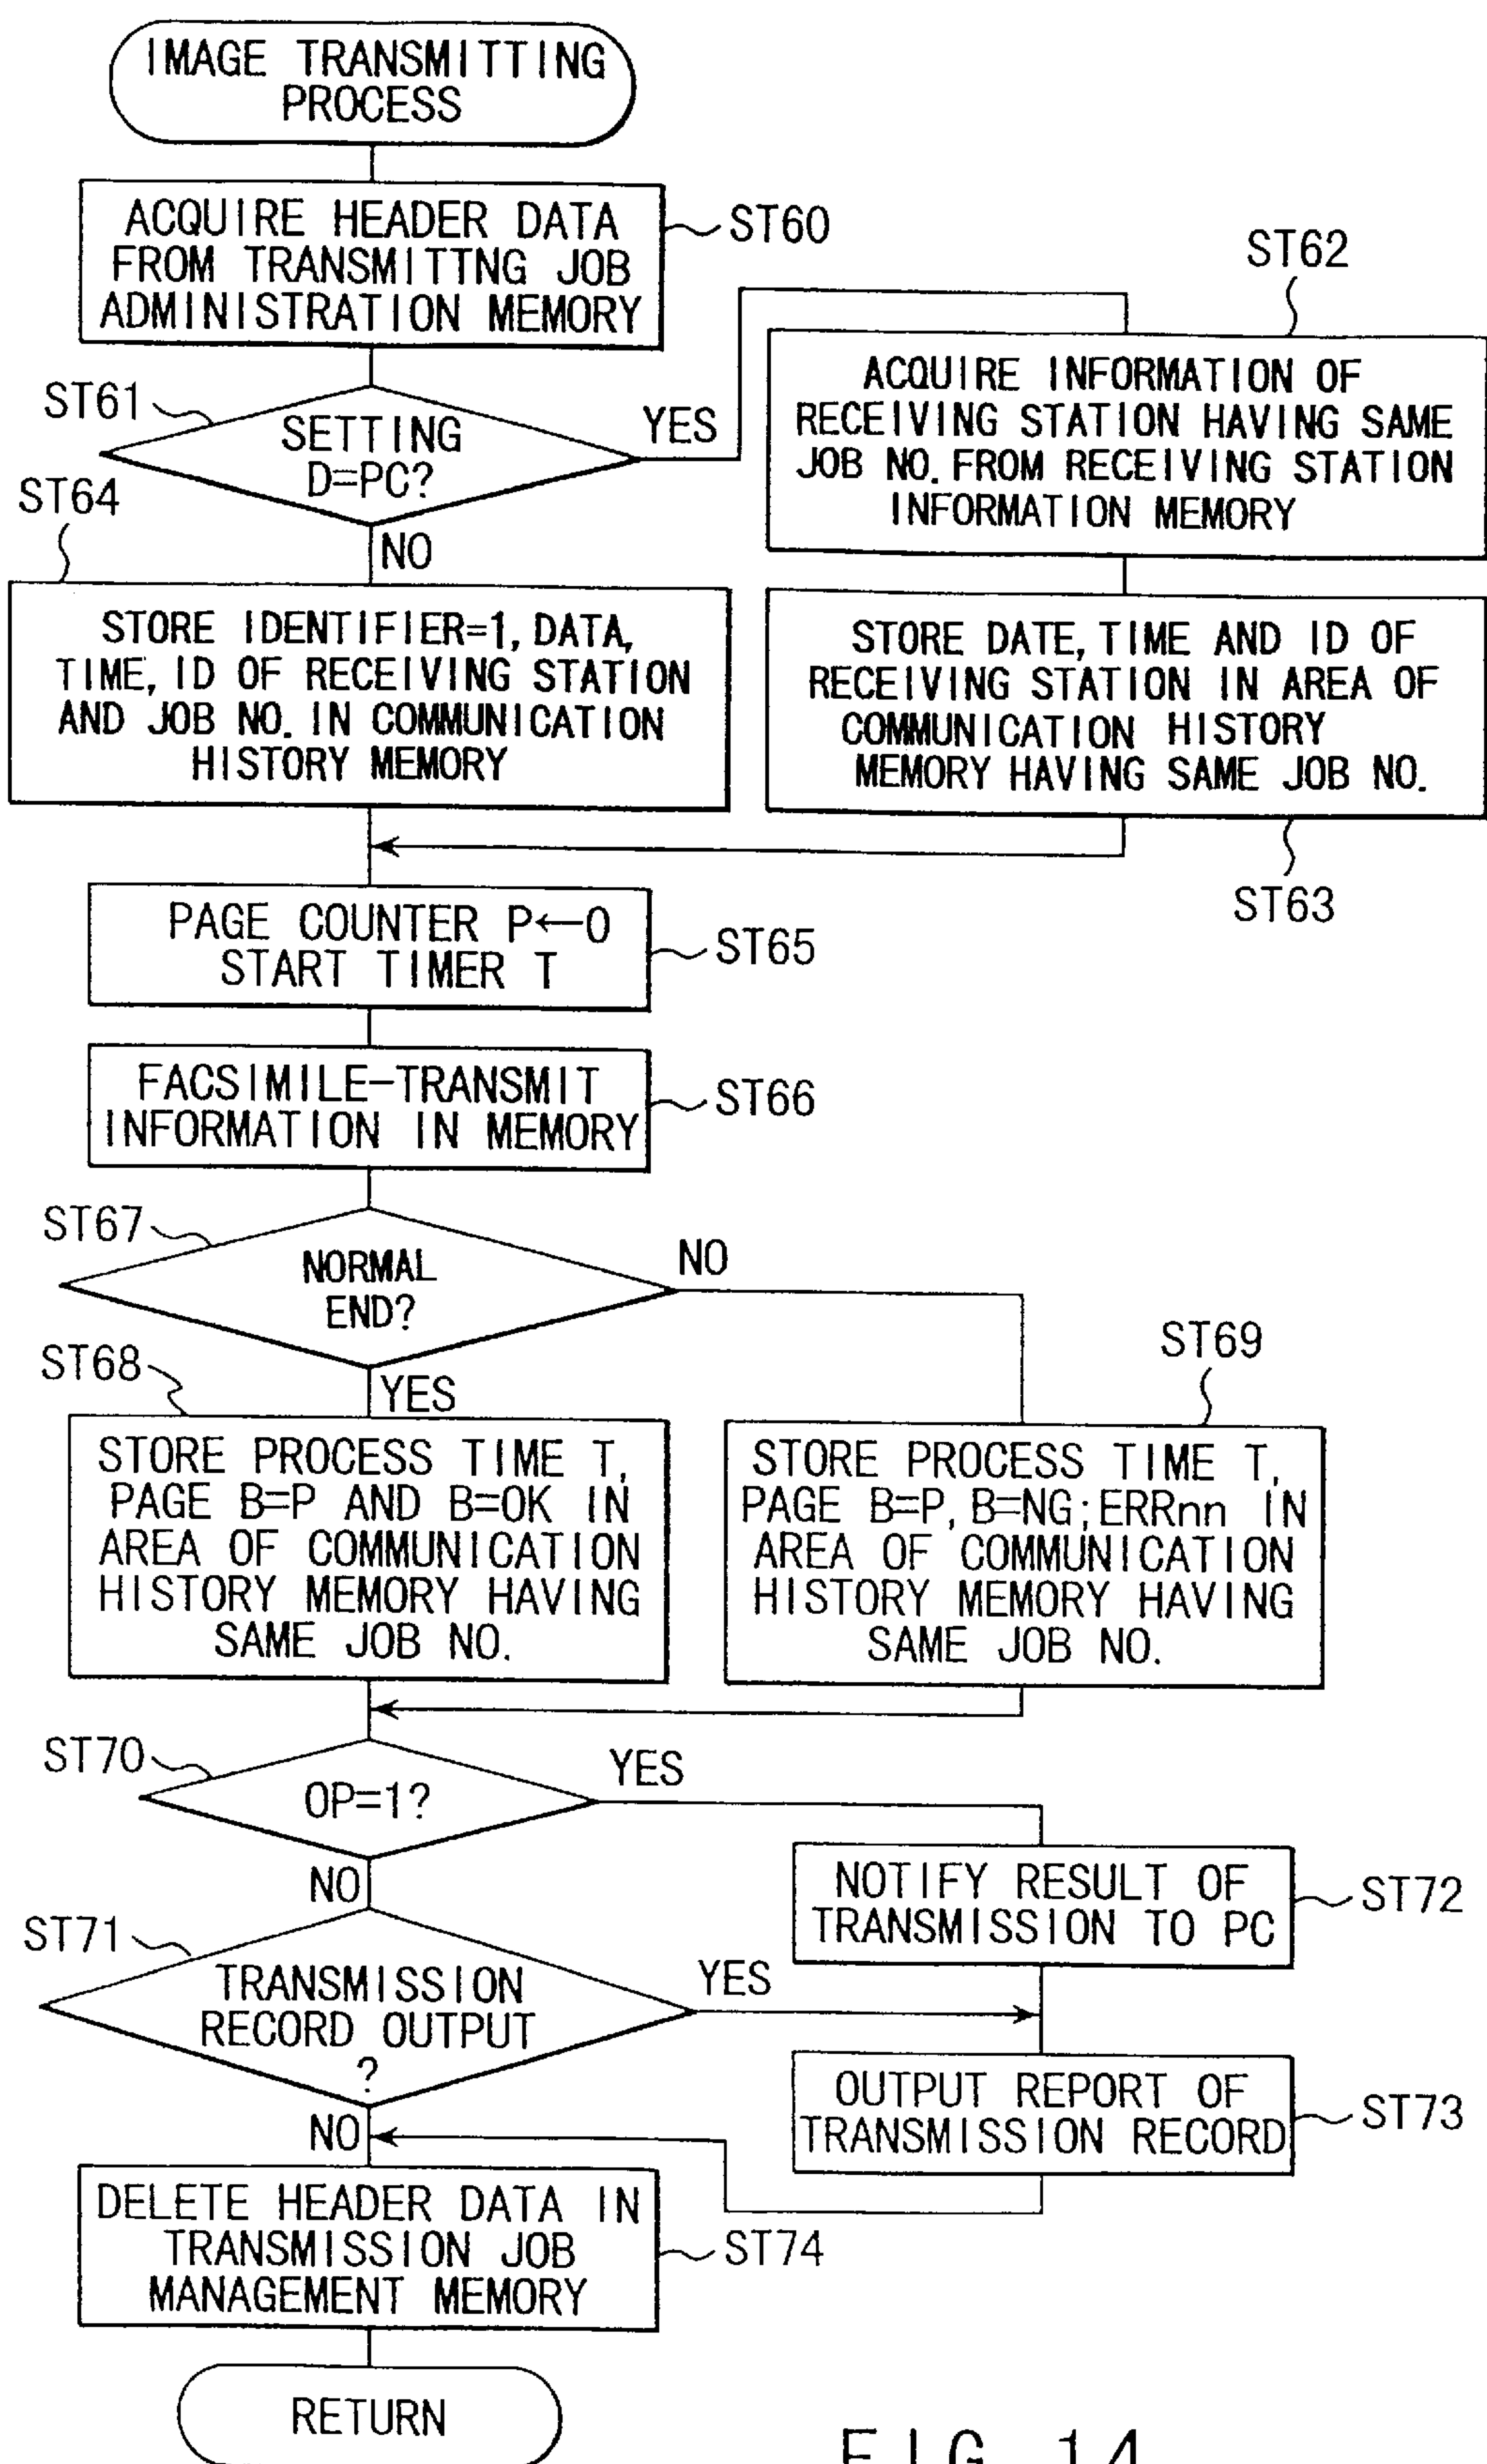 IMAGE TRANSMITTING
PROCESS
ACQUIRE HEADER DATA
FROM TRANSMITTNG JOB
ADMINISTRATION MEMORY
ST60
ST61
SETTING
D=PC?
YES
NO
ST62
ACQUIRE INFORMATION OF
RECEIVING STATION HAVING SAME
JOB NO. FROM RECEIVING STATION
INFORMATION MEMORY
STORE DATE, TIME AND ID OF
RECEIVING STATION IN AREA OF
COMMUNICATION HISTORY
MEMORY HAVING SAME JOB NO.
ST63
ST64
STORE IDENTIFIER=1, DATA,
TIME, ID OF RECEIVING STATION
AND JOB NO. IN COMMUNICATION
HISTORY MEMORY
PAGE COUNTER P←0
START TIMER T
ST65
FACSIMILE-TRANSMIT
INFORMATION IN MEMORY
ST66
ST67
NORMAL
END?
NO
YES
ST68
STORE PROCESS TIME T,
PAGE B=P AND B=OK IN
AREA OF COMMUNICATION
HISTORY MEMORY HAVING
SAME JOB NO.
ST69
STORE PROCESS TIME T,
PAGE B=P, B=NG;ERRnn IN
AREA OF COMMUNICATION
HISTORY MEMORY HAVING
SAME JOB NO.
ST70
OP=1?
YES
NO
ST71
TRANSMISSION
RECORD OUTPUT
?
YES
NO
NOTIFY RESULT OF
TRANSMISSION TO PC
ST72
OUTPUT REPORT OF
TRANSMISSION RECORD
ST73
DELETE HEADER DATA IN
TRANSMISSION JOB
MANAGEMENT MEMORY
ST74
RETURN
FIG. 14